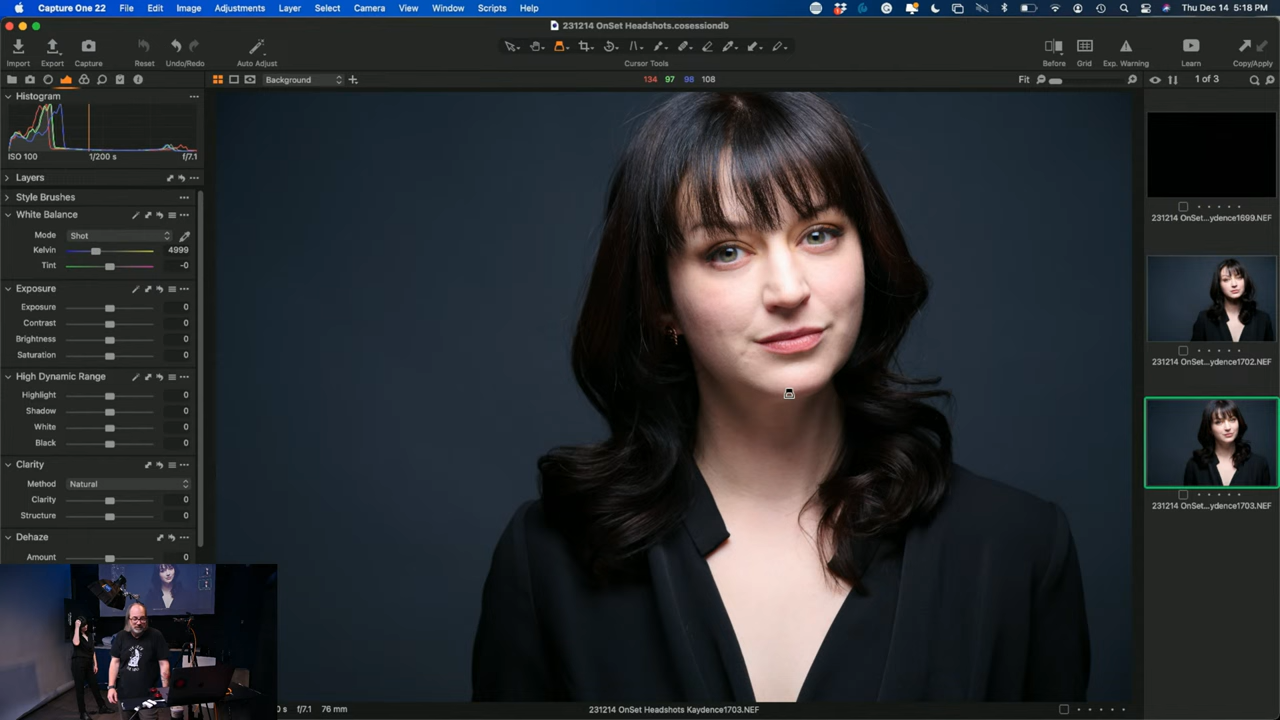 Capture One 22 File Edit Image Adjustments Layer Select Camera View Window Scripts Help Thu Dec 14 5:18 PM
231214 OnSet Headshots.cosessiondb
Import Export Capture Reset Undo/Redo Auto Adjust Cursor Tools Before Grid Exp. Warning Learn Copy/Apply
Background 134 97 98 108 Fit 1 of 3
Histogram
ISO 100 1/200 s f/7.1
Layers
Style Brushes
White Balance
Mode Shot
Kelvin 4999
Tint -0
Exposure
Exposure 0
Contrast 0
Brightness 0
Saturation 0
High Dynamic Range
Highlight 0
Shadow 0
White 0
Black 0
Clarity
Method Natural
Clarity 0
Structure 0
Dehaze
Amount 0
231214 OnSet...ydence1699.NEF
231214 OnSet...ydence1702.NEF
231214 OnSet...ydence1703.NEF
0 s f/7.1 76 mm 231214 OnSet Headshots Kaydence1703.NEF